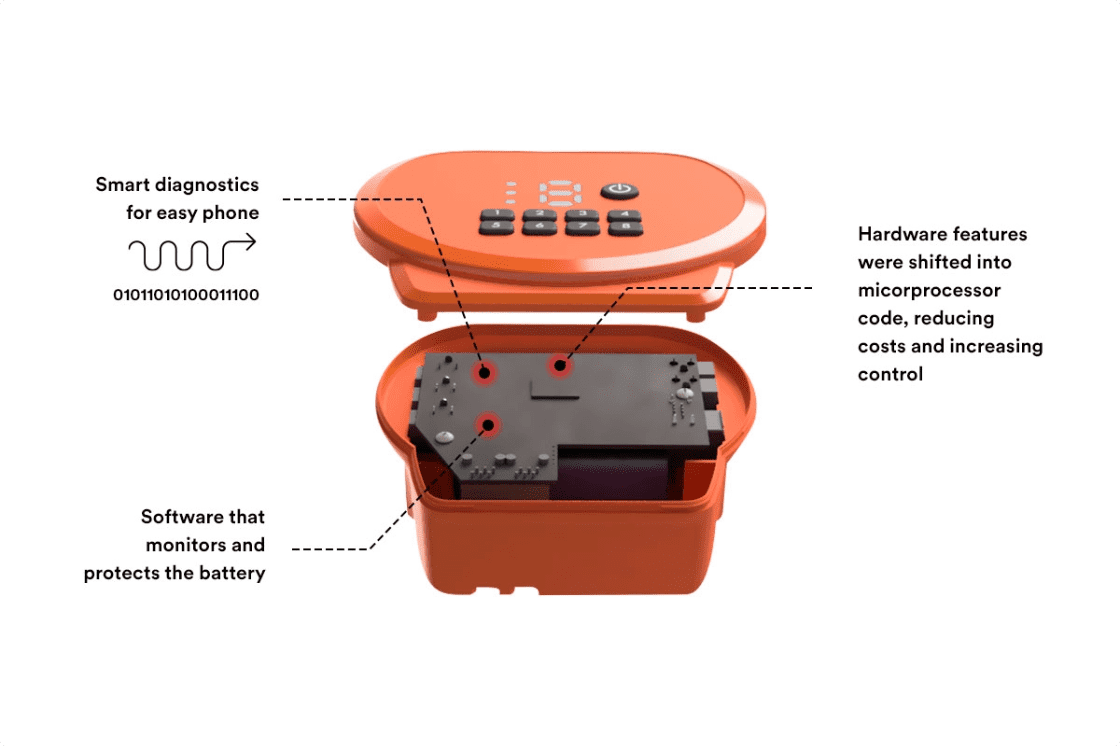 Smart diagnostics
for easy phone
01011010100011100
1 2 3 4
5 6 7 8
Hardware features
were shifted into
micorprocessor
code, reducing
costs and increasing
control
Software that
monitors and
protects the battery